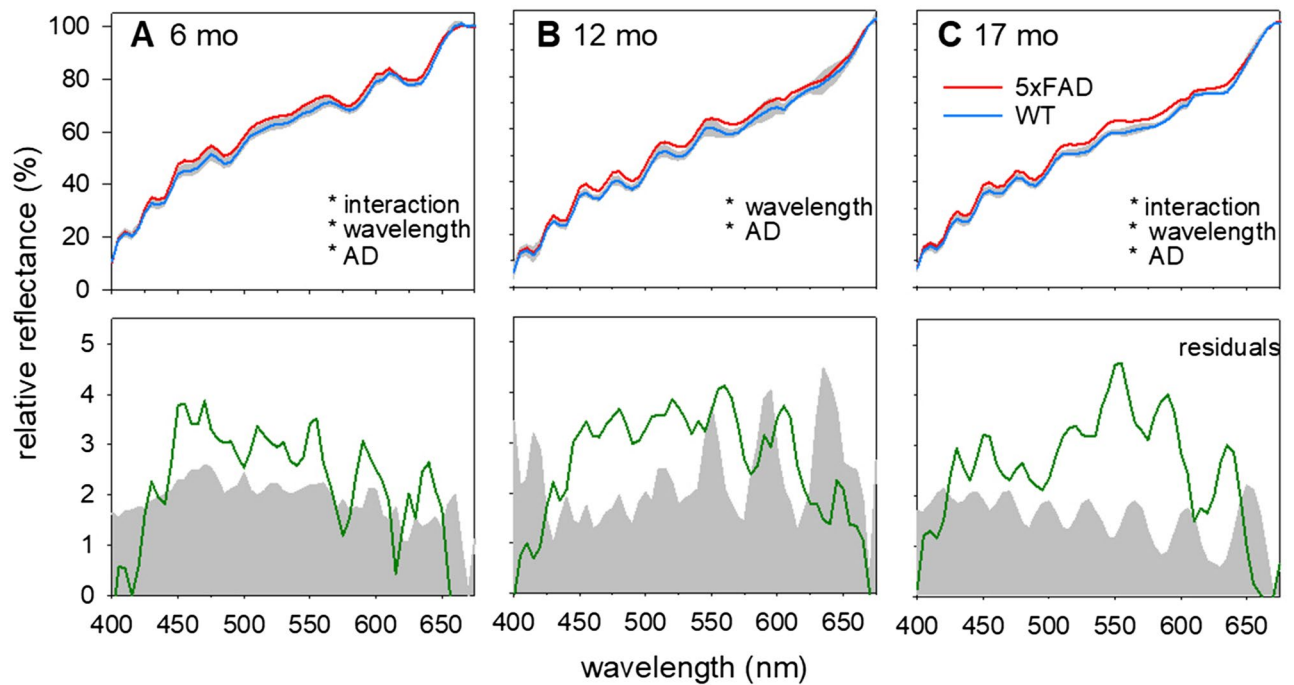 relative reflectance (%)
100
80
60
40
20
0
A 6 mo
* interaction
* wavelength
* AD
B 12 mo
* wavelength
* AD
C 17 mo
5xFAD
WT
* interaction
* wavelength
* AD
5
4
3
2
1
0
residuals
400 450 500 550 600 650
400 450 500 550 600 650
400 450 500 550 600 650
wavelength (nm)